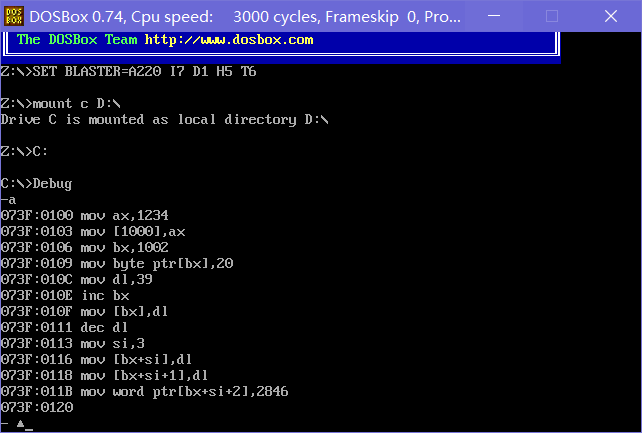 DOSBox 0.74, Cpu speed: 3000 cycles, Frameskip 0, Pro...
The DOSBox Team http://www.dosbox.com
Z:\>SET BLASTER=A220 I7 D1 H5 T6
Z:\>mount c D:\
Drive C is mounted as local directory D:\
Z:\>C:
C:\>Debug
-a
073F:0100 mov ax,1234
073F:0103 mov [1000],ax
073F:0106 mov bx,1002
073F:0109 mov byte ptr[bx],20
073F:010C mov dl,39
073F:010E inc bx
073F:010F mov [bx],dl
073F:0111 dec dl
073F:0113 mov si,3
073F:0116 mov [bx+si],dl
073F:0118 mov [bx+si+1],dl
073F:011B mov word ptr[bx+si+2],2846
073F:0120
- ▲_